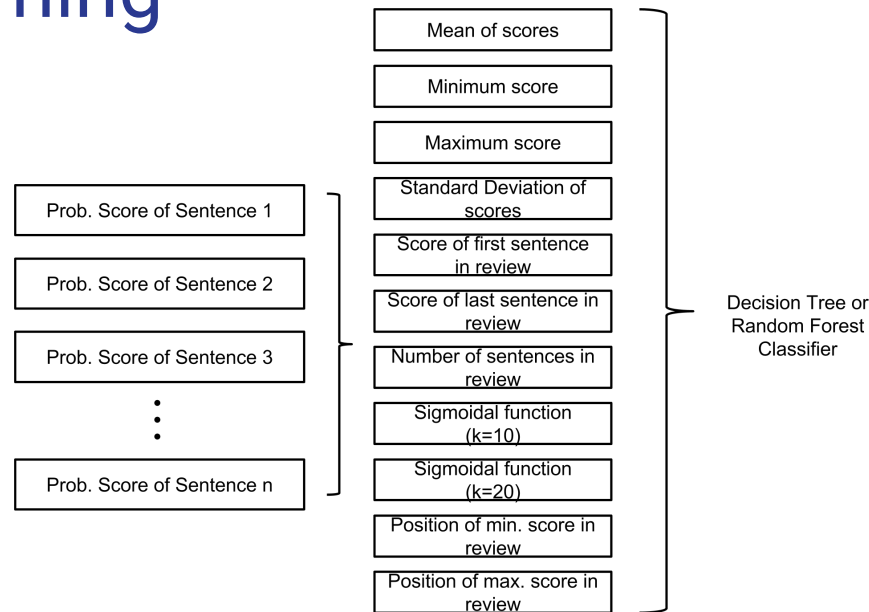 ning
Prob. Score of Sentence 1
Prob. Score of Sentence 2
Prob. Score of Sentence 3
Prob. Score of Sentence n
Mean of scores
Minimum score
Maximum score
Standard Deviation of
scores
Score of first sentence
in review
Score of last sentence in
review
Number of sentences in
review
Sigmoidal function
(k=10)
Sigmoidal function
(k=20)
Position of min. score in
review
Position of max. score in
review
Decision Tree or
Random Forest
Classifier